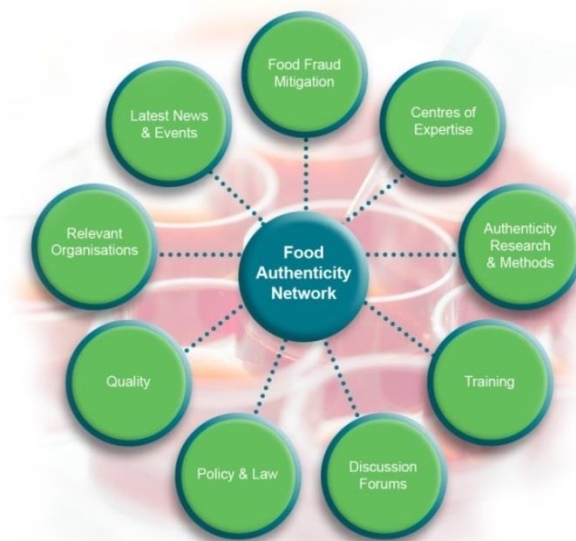 Food Fraud
Mitigation
Centres of
Expertise
Authenticity
Research
& Methods
Training
Discussion
Forums
Policy & Law
Quality
Relevant
Organisations
Latest News
& Events
Food
Authenticity
Network